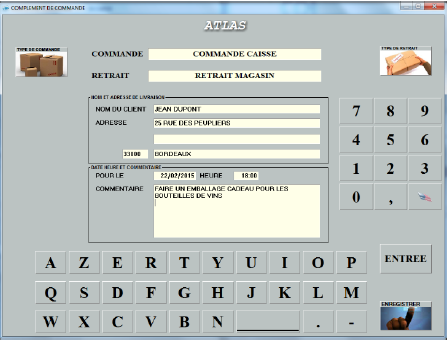 COMPLEMENT DE COMMANDE
ATLAS
TYPE DE COMMANDE
COMMANDE COMMANDE CAISSE
TYPE DE RETRAIT
RETRAIT RETRAIT MAGASIN
NOM ET ADRESSE DE LIVRAISON
NOM DU CLIENT JEAN DUPONT
ADRESSE 25 RUE DES PEUPLIERS
33000 BORDEAUX
DATE HEURE ET COMMENTAIRE
POUR LE 22/02/2015 HEURE 18:00
COMMENTAIRE FAIRE UN EMBALLAGE CADEAU POUR LES
BOUTEILLES DE VINS
7 8 9
4 5 6
1 2 3
0 ,
A Z E R T Y U I O P
ENTREE
Q S D F G H J K L M
W X C V B N _ . -
ENREGISTRER